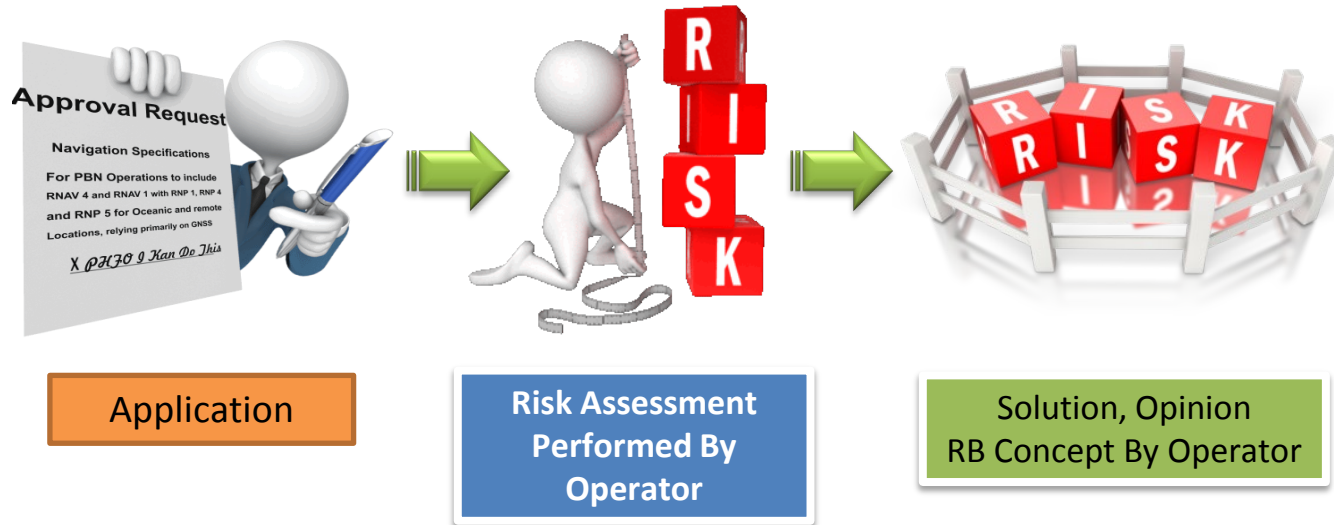 Approval Request
Navigation Specifications
For PBN Operations to include
RNAV 4 and RNAV 1 with RNP 1, RNP 4
and RNP 5 for Oceanic and remote
Locations, relying primarily on GNSS
X PHFO I Kan Do This
R
I
S
K
R I S K
R I S K
Application
Risk Assessment
Performed By
Operator
Solution, Opinion
RB Concept By Operator